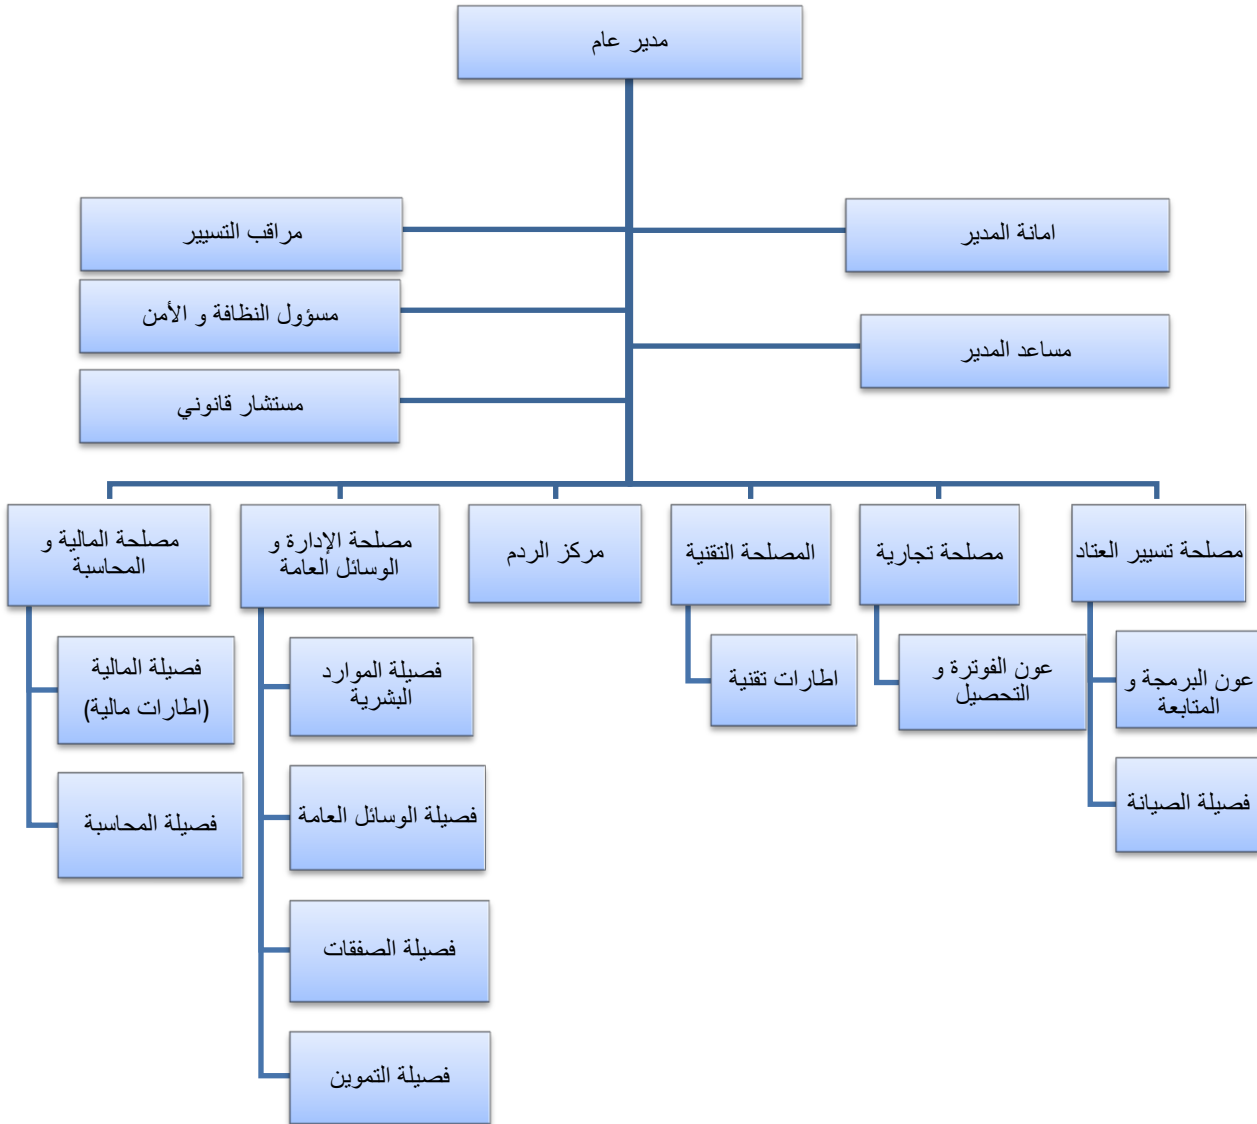 مدير عام
امانة المدير
مراقب التسيير
مسؤول النظافة و الأمن
مساعد المدير
مستشار قانوني
مصلحة تسيير العتاد
مصلحة تجارية
المصلحة التقنية
مركز الردم
مصلحة الإدارة و
الوسائل العامة
مصلحة المالية و
المحاسبة
عون البرمجة و
المتابعة
عون الفوترة و
التحصيل
اطارات تقنية
فصيلة الموارد
البشرية
فصيلة المالية
(اطارات مالية)
فصيلة الصيانة
فصيلة الوسائل العامة
فصيلة المحاسبة
فصيلة الصفقات
فصيلة التموين